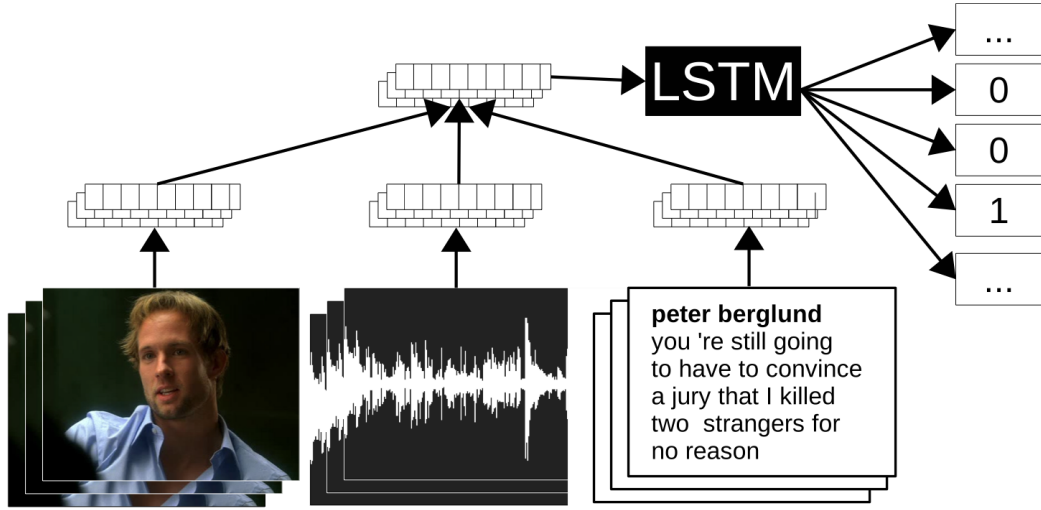 LSTM
...
0
0
1
...
peter berglund
you 're still going
to have to convince
a jury that I killed
two strangers for
no reason